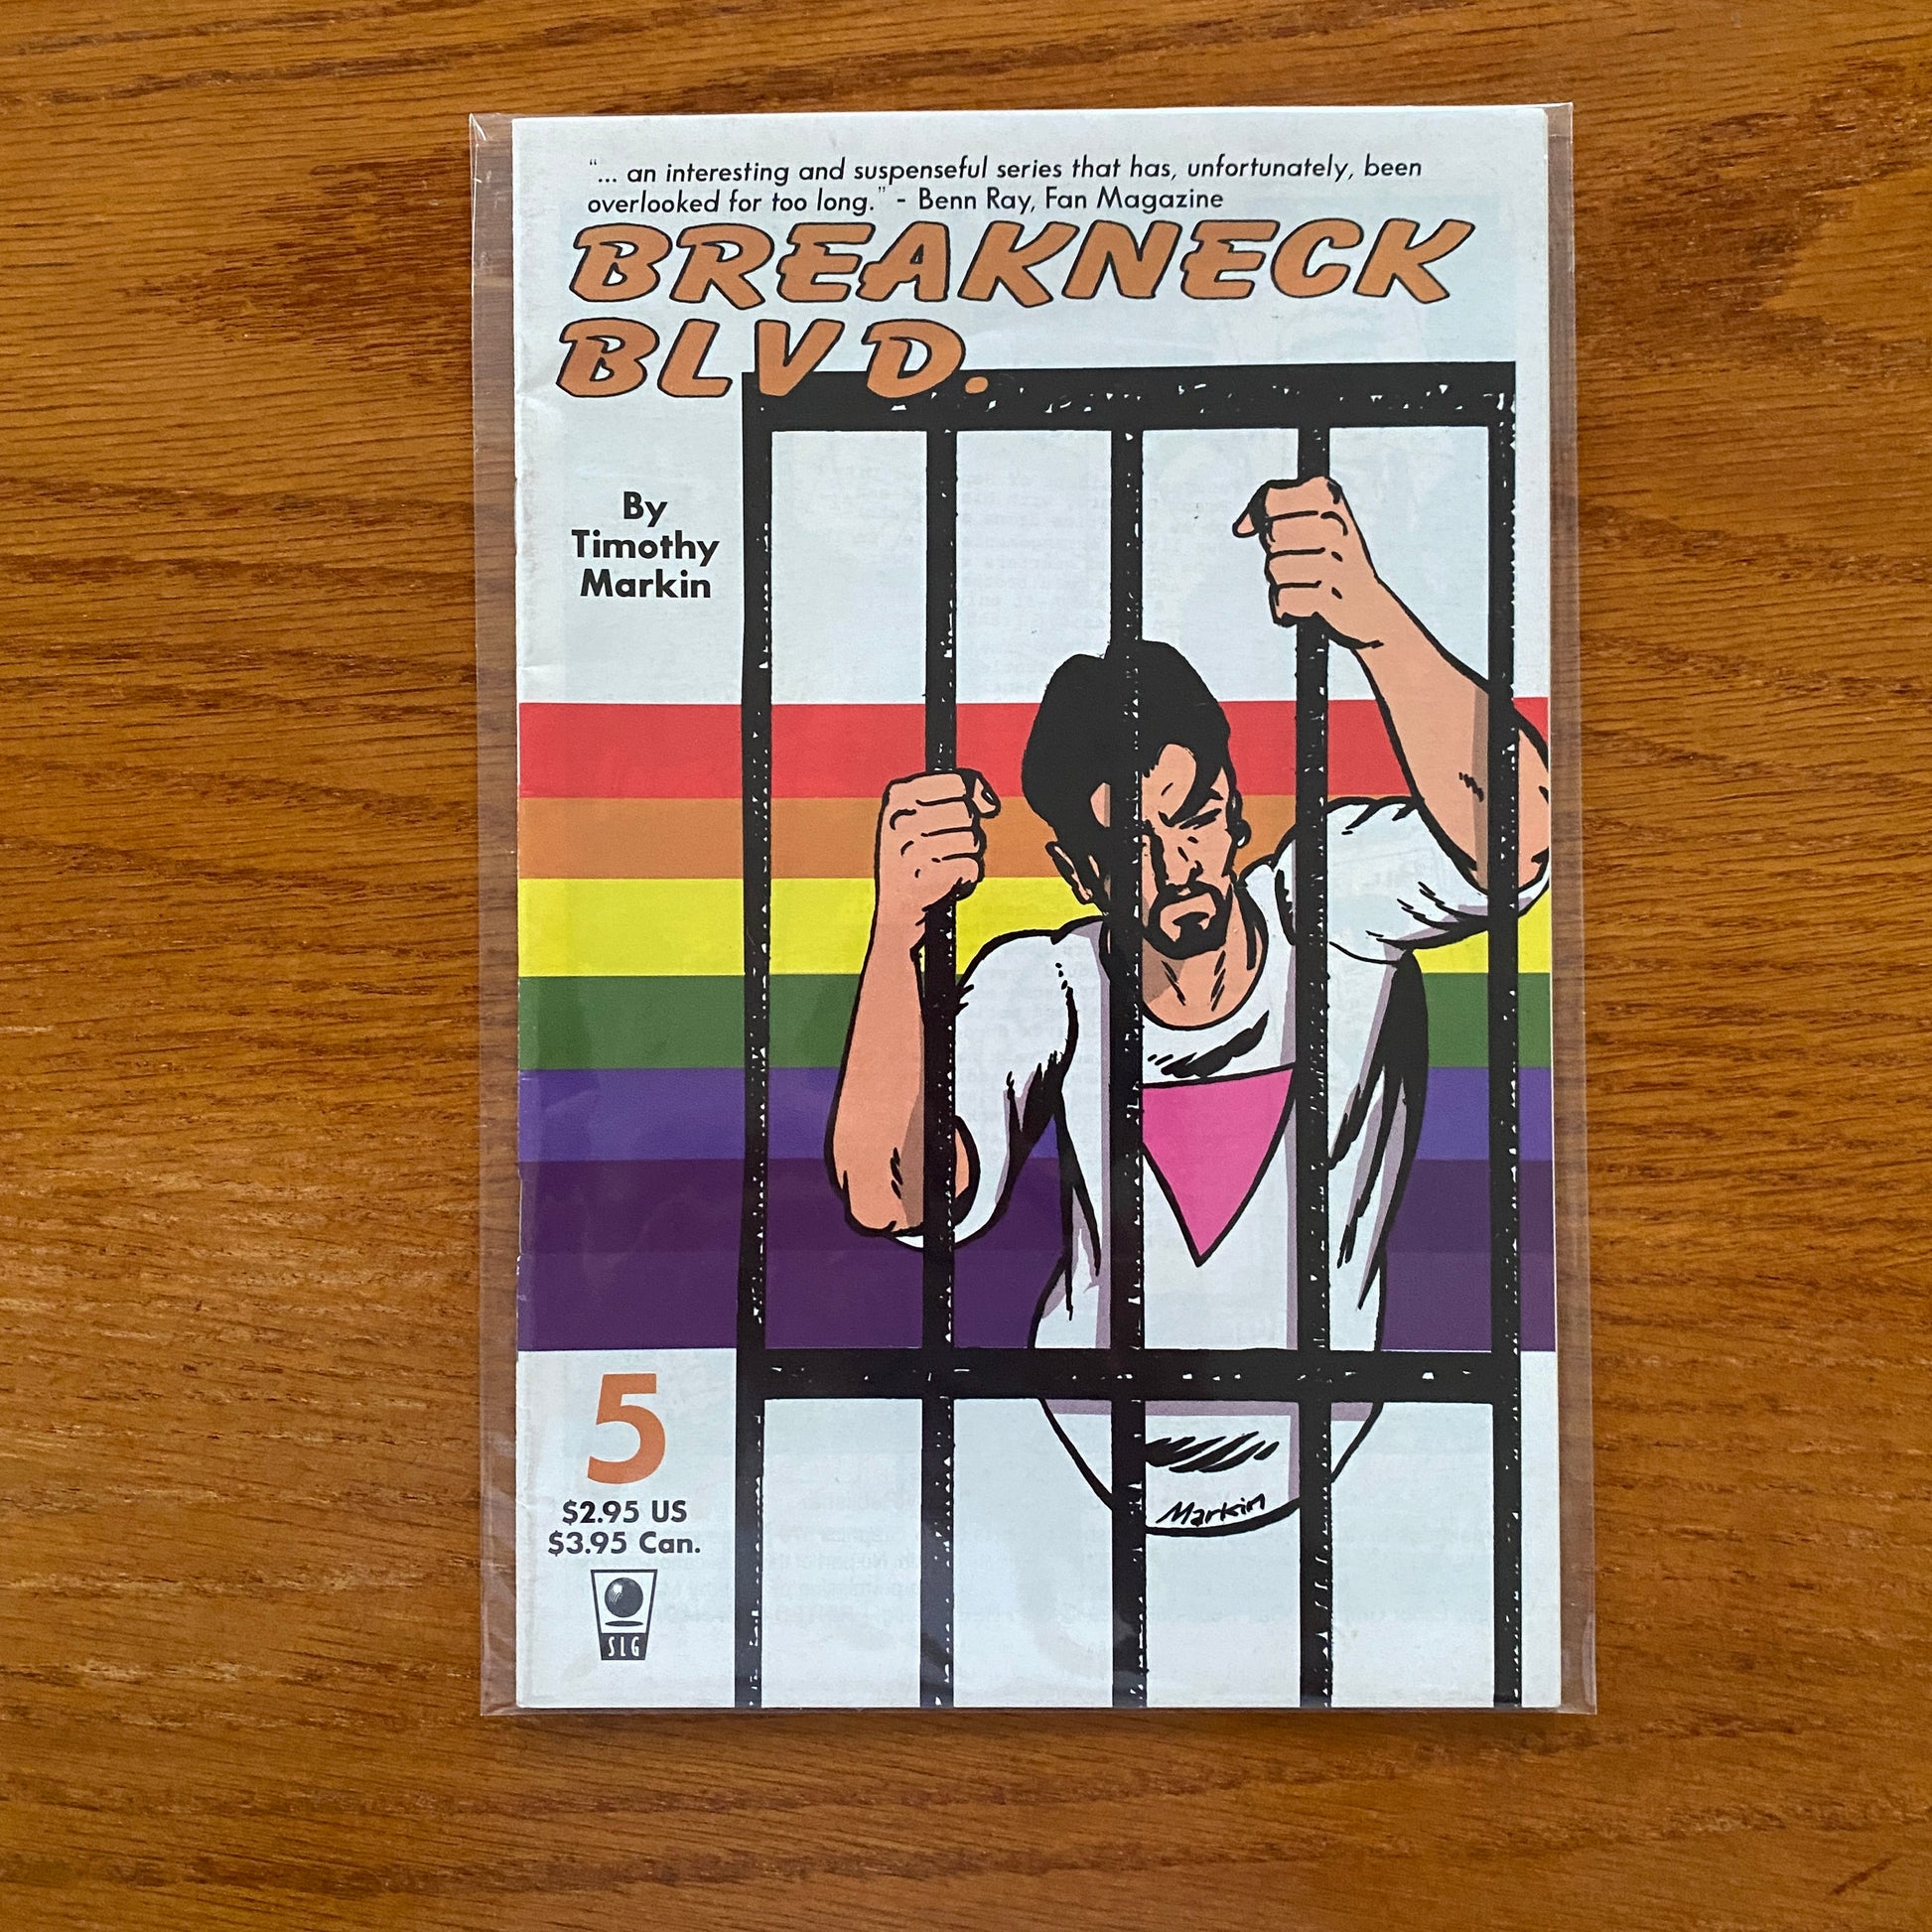 “... an interesting and suspenseful series that has, unfortunately, been
overlooked for too long.” - Benn Ray, Fan Magazine
BREAKNECK
BLVD.
By
Timothy
Markin
5
$2.95 US
$3.95 Can.
SLG
Markin